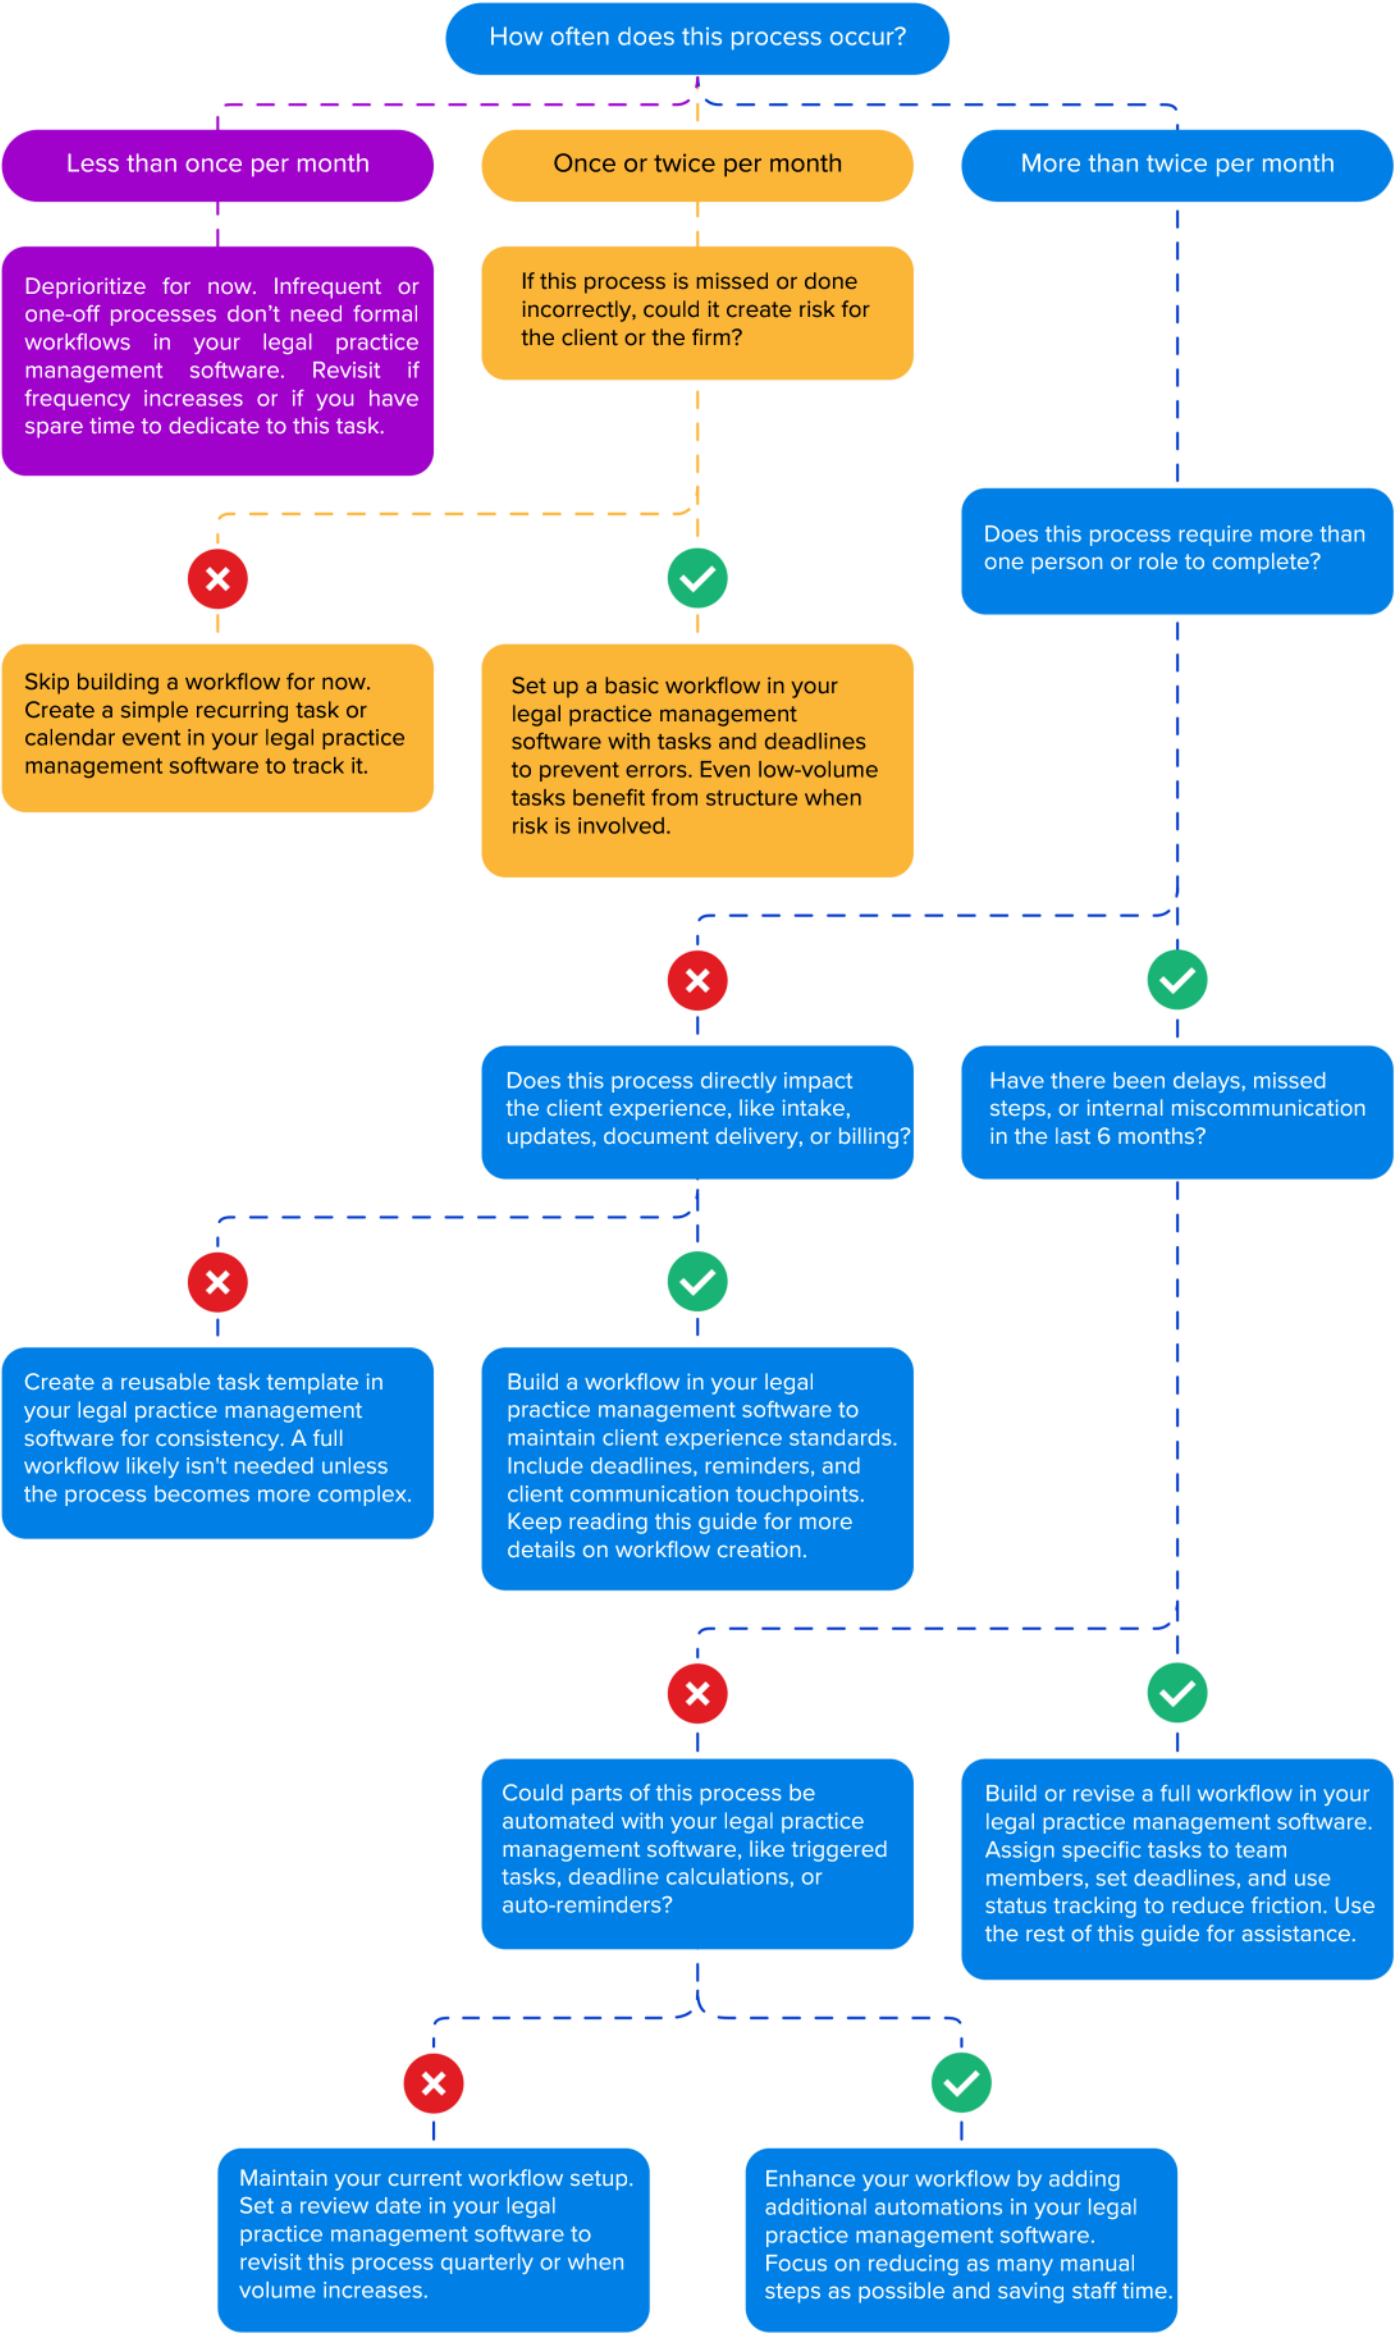 How often does this process occur?
Less than once per month
Once or twice per month
More than twice per month
Deprioritize for now. Infrequent or
one-off processes don't need formal
workflows in your legal practice
management software. Revisit if
frequency increases or if you have
spare time to dedicate to this task.
If this process is missed or done
incorrectly, could it create risk for
the client or the firm?
Does this process require more than
one person or role to complete?
Skip building a workflow for now.
Create a simple recurring task or
calendar event in your legal practice
management software to track it.
Set up a basic workflow in your
legal practice management
software with tasks and deadlines
to prevent errors. Even low-volume
tasks benefit from structure when
risk is involved.
Does this process directly impact
the client experience, like intake,
updates, document delivery, or billing?
Have there been delays, missed
steps, or internal miscommunication
in the last 6 months?
Create a reusable task template in
your legal practice management
software for consistency. A full
workflow likely isn't needed unless
the process becomes more complex.
Build a workflow in your legal
practice management software to
maintain client experience standards.
Include deadlines, reminders, and
client communication touchpoints.
Keep reading this guide for more
details on workflow creation.
Could parts of this process be
automated with your legal practice
management software, like triggered
tasks, deadline calculations, or
auto-reminders?
Build or revise a full workflow in your
legal practice management software.
Assign specific tasks to team
members, set deadlines, and use
status tracking to reduce friction. Use
the rest of this guide for assistance.
Maintain your current workflow setup.
Set a review date in your legal
practice management software to
revisit this process quarterly or when
volume increases.
Enhance your workflow by adding
additional automations in your legal
practice management software.
Focus on reducing as many manual
steps as possible and saving staff time.